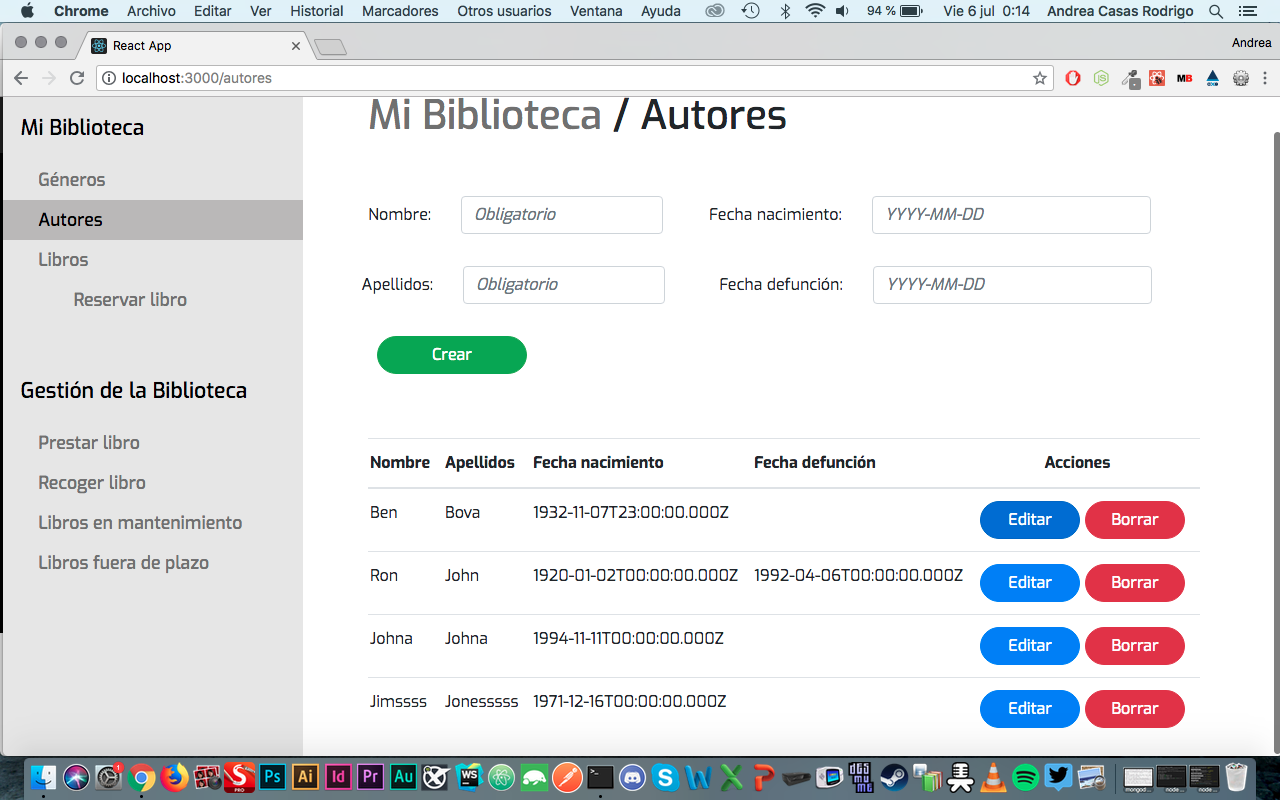 Chrome Archivo Editar Ver Historial Marcadores Otros usuarios Ventana Ayuda 94 % Vie 6 jul 0:14 Andrea Casas Rodrigo
React App Andrea
localhost:3000/autores
Mi Biblioteca
Géneros
Autores
Libros
Reservar libro
Gestión de la Biblioteca
Prestar libro
Recoger libro
Libros en mantenimiento
Libros fuera de plazo
Mi Biblioteca / Autores
Nombre: Obligatorio Fecha nacimiento: YYYY-MM-DD
Apellidos: Obligatorio Fecha defunción: YYYY-MM-DD
Crear
Nombre Apellidos Fecha nacimiento Fecha defunción Acciones
Ben Bova 1932-11-07T23:00:00.000Z Editar Borrar
Ron John 1920-01-02T00:00:00.000Z 1992-04-06T00:00:00.000Z Editar Borrar
Johna Johna 1994-11-11T00:00:00.000Z Editar Borrar
Jimssss Jonesssss 1971-12-16T00:00:00.000Z Editar Borrar